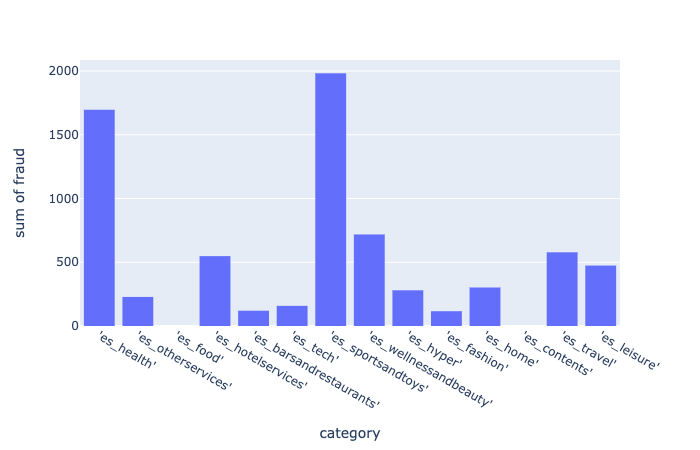 2000
1500
1000
500
0
sum of fraud
'es_health'
'es_otherservices'
'es_food'
'es_hotelservices'
'es_barsandrestaurants'
'es_tech'
'es_sportsandtoys'
'es_wellnessandbeauty'
'es_hyper'
'es_fashion'
'es_home'
'es_contents'
'es_travel'
'es_leisure'
category